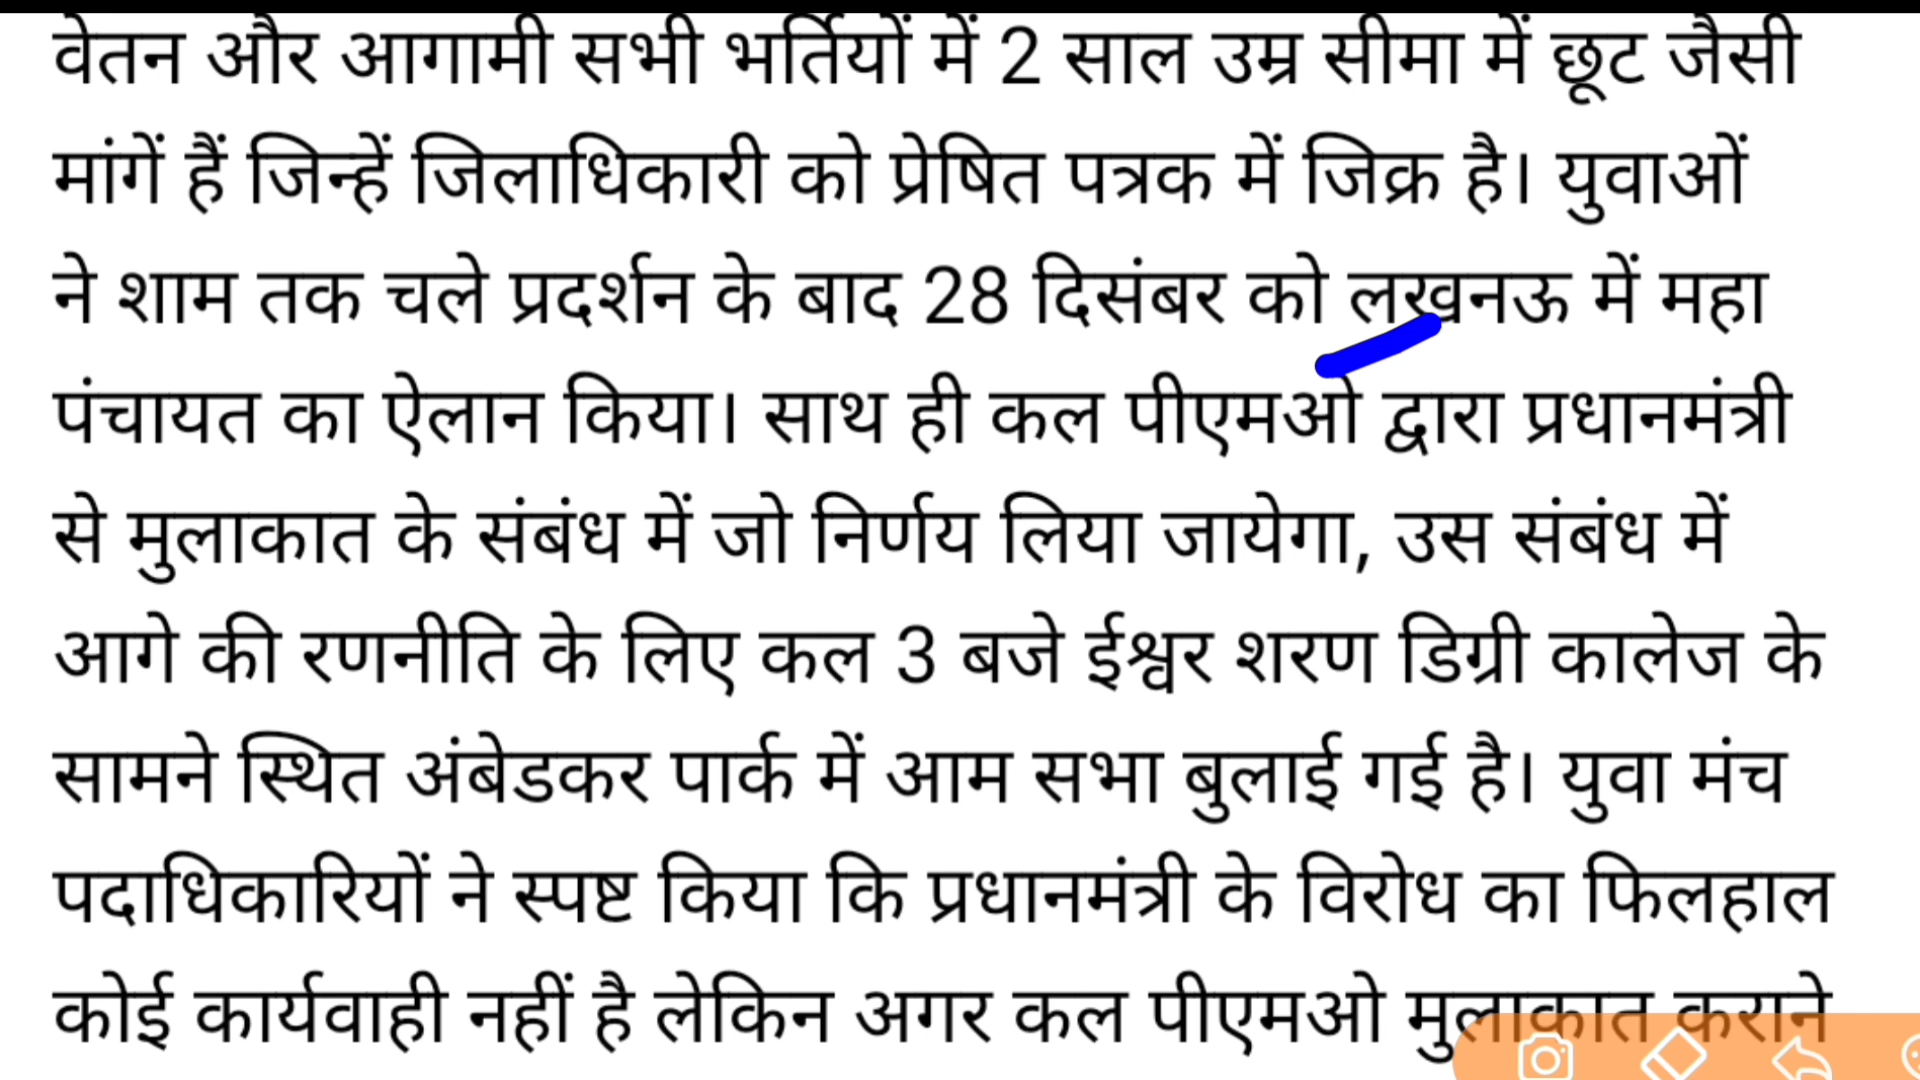 वेतन और आगामी सभी भर्तियों में 2 साल उम्र सीमा में छूट जैसी
मांगें हैं जिन्हें जिलाधिकारी को प्रेषित पत्रक में जिक्र है। युवाओं
ने शाम तक चले प्रदर्शन के बाद 28 दिसंबर को लखनऊ में महा
पंचायत का ऐलान किया। साथ ही कल पीएमओ द्वारा प्रधानमंत्री
से मुलाकात के संबंध में जो निर्णय लिया जायेगा, उस संबंध में
आगे की रणनीति के लिए कल 3 बजे ईश्वर शरण डिग्री कालेज के
सामने स्थित अंबेडकर पार्क में आम सभा बुलाई गई है। युवा मंच
पदाधिकारियों ने स्पष्ट किया कि प्रधानमंत्री के विरोध का फिलहाल
कोई कार्यवाही नहीं है लेकिन अगर कल पीएमओ मुलाकात कराने